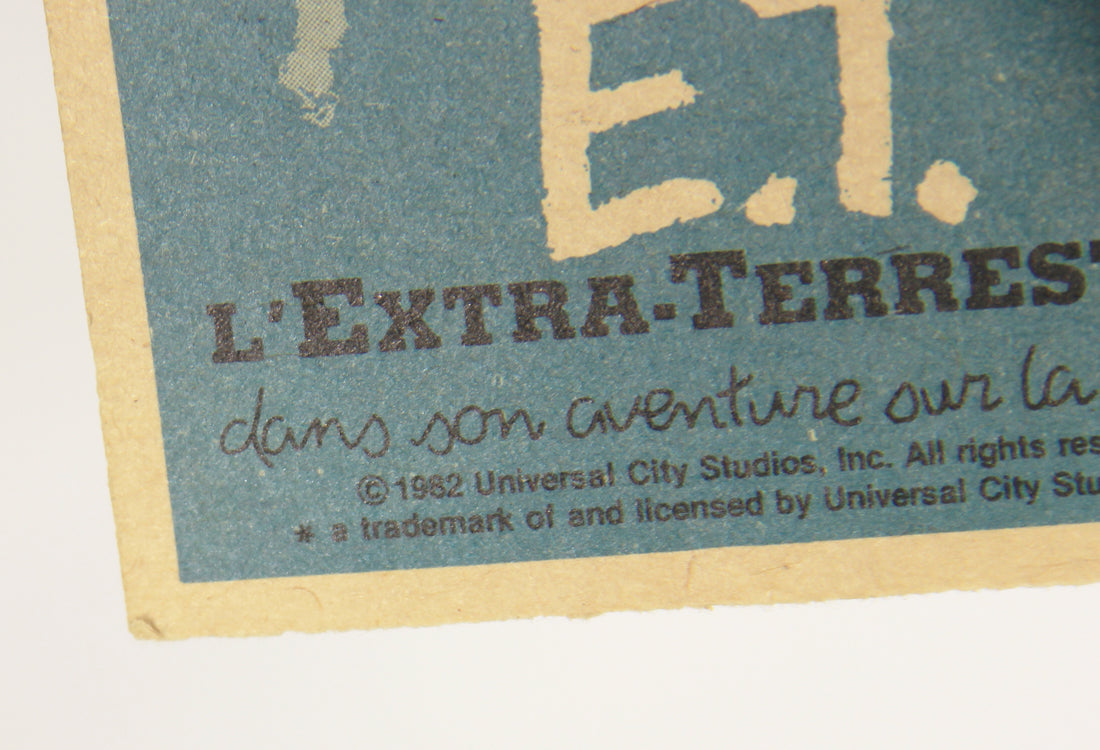 E.T.
L'EXTRA-TERREST
dans son aventure sur la
©1982 Universal City Studios, Inc. All rights res
* a trademark of and licensed by Universal City Stu